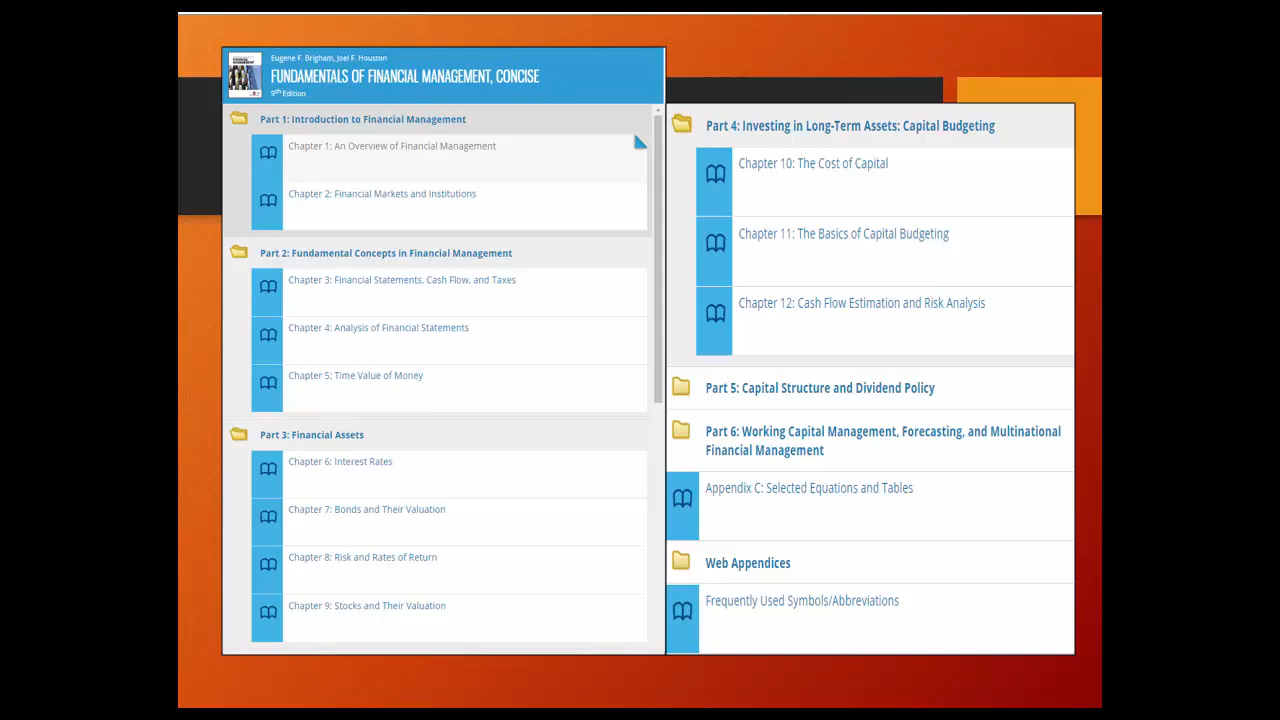 Eugene F. Brigham, Joel F. Houston
FUNDAMENTALS OF FINANCIAL MANAGEMENT, CONCISE
9th Edition
Part 1: Introduction to Financial Management
Chapter 1: An Overview of Financial Management
Chapter 2: Financial Markets and Institutions
Part 2: Fundamental Concepts in Financial Management
Chapter 3: Financial Statements, Cash Flow, and Taxes
Chapter 4: Analysis of Financial Statements
Chapter 5: Time Value of Money
Part 3: Financial Assets
Chapter 6: Interest Rates
Chapter 7: Bonds and Their Valuation
Chapter 8: Risk and Rates of Return
Chapter 9: Stocks and Their Valuation
Part 4: Investing in Long-Term Assets: Capital Budgeting
Chapter 10: The Cost of Capital
Chapter 11: The Basics of Capital Budgeting
Chapter 12: Cash Flow Estimation and Risk Analysis
Part 5: Capital Structure and Dividend Policy
Part 6: Working Capital Management, Forecasting, and Multinational
Financial Management
Appendix C: Selected Equations and Tables
Web Appendices
Frequently Used Symbols/Abbreviations